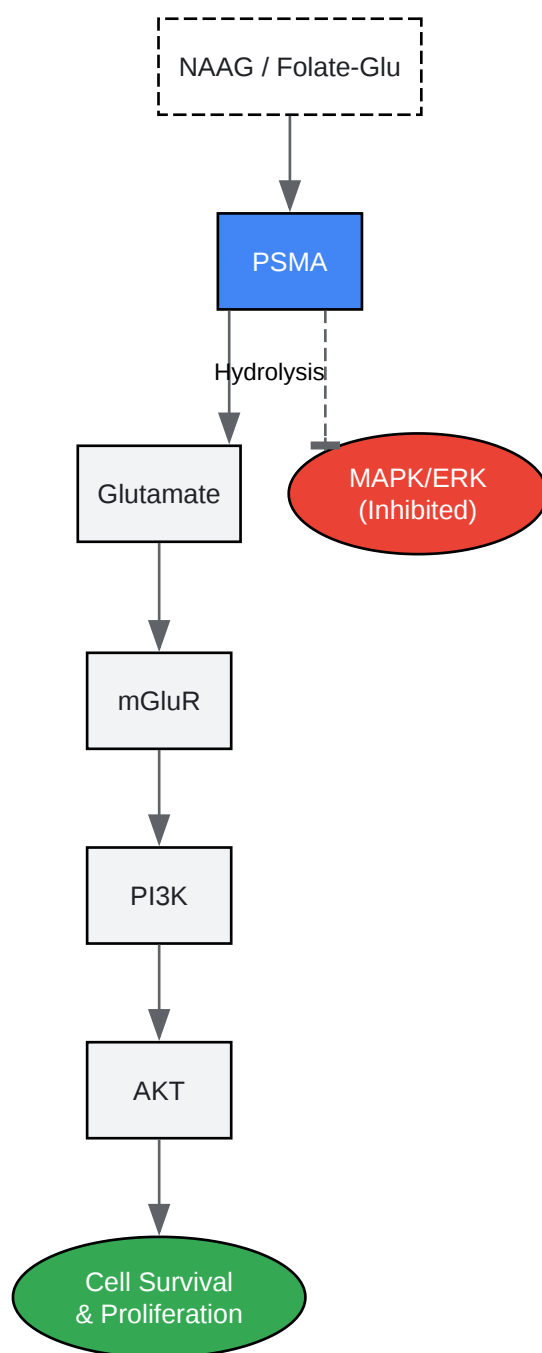 NAAG / Folate-Glu
PSMA
Hydrolysis
Glutamate
MAPK/ERK
(Inhibited)
mGluR
PI3K
AKT
Cell Survival
& Proliferation